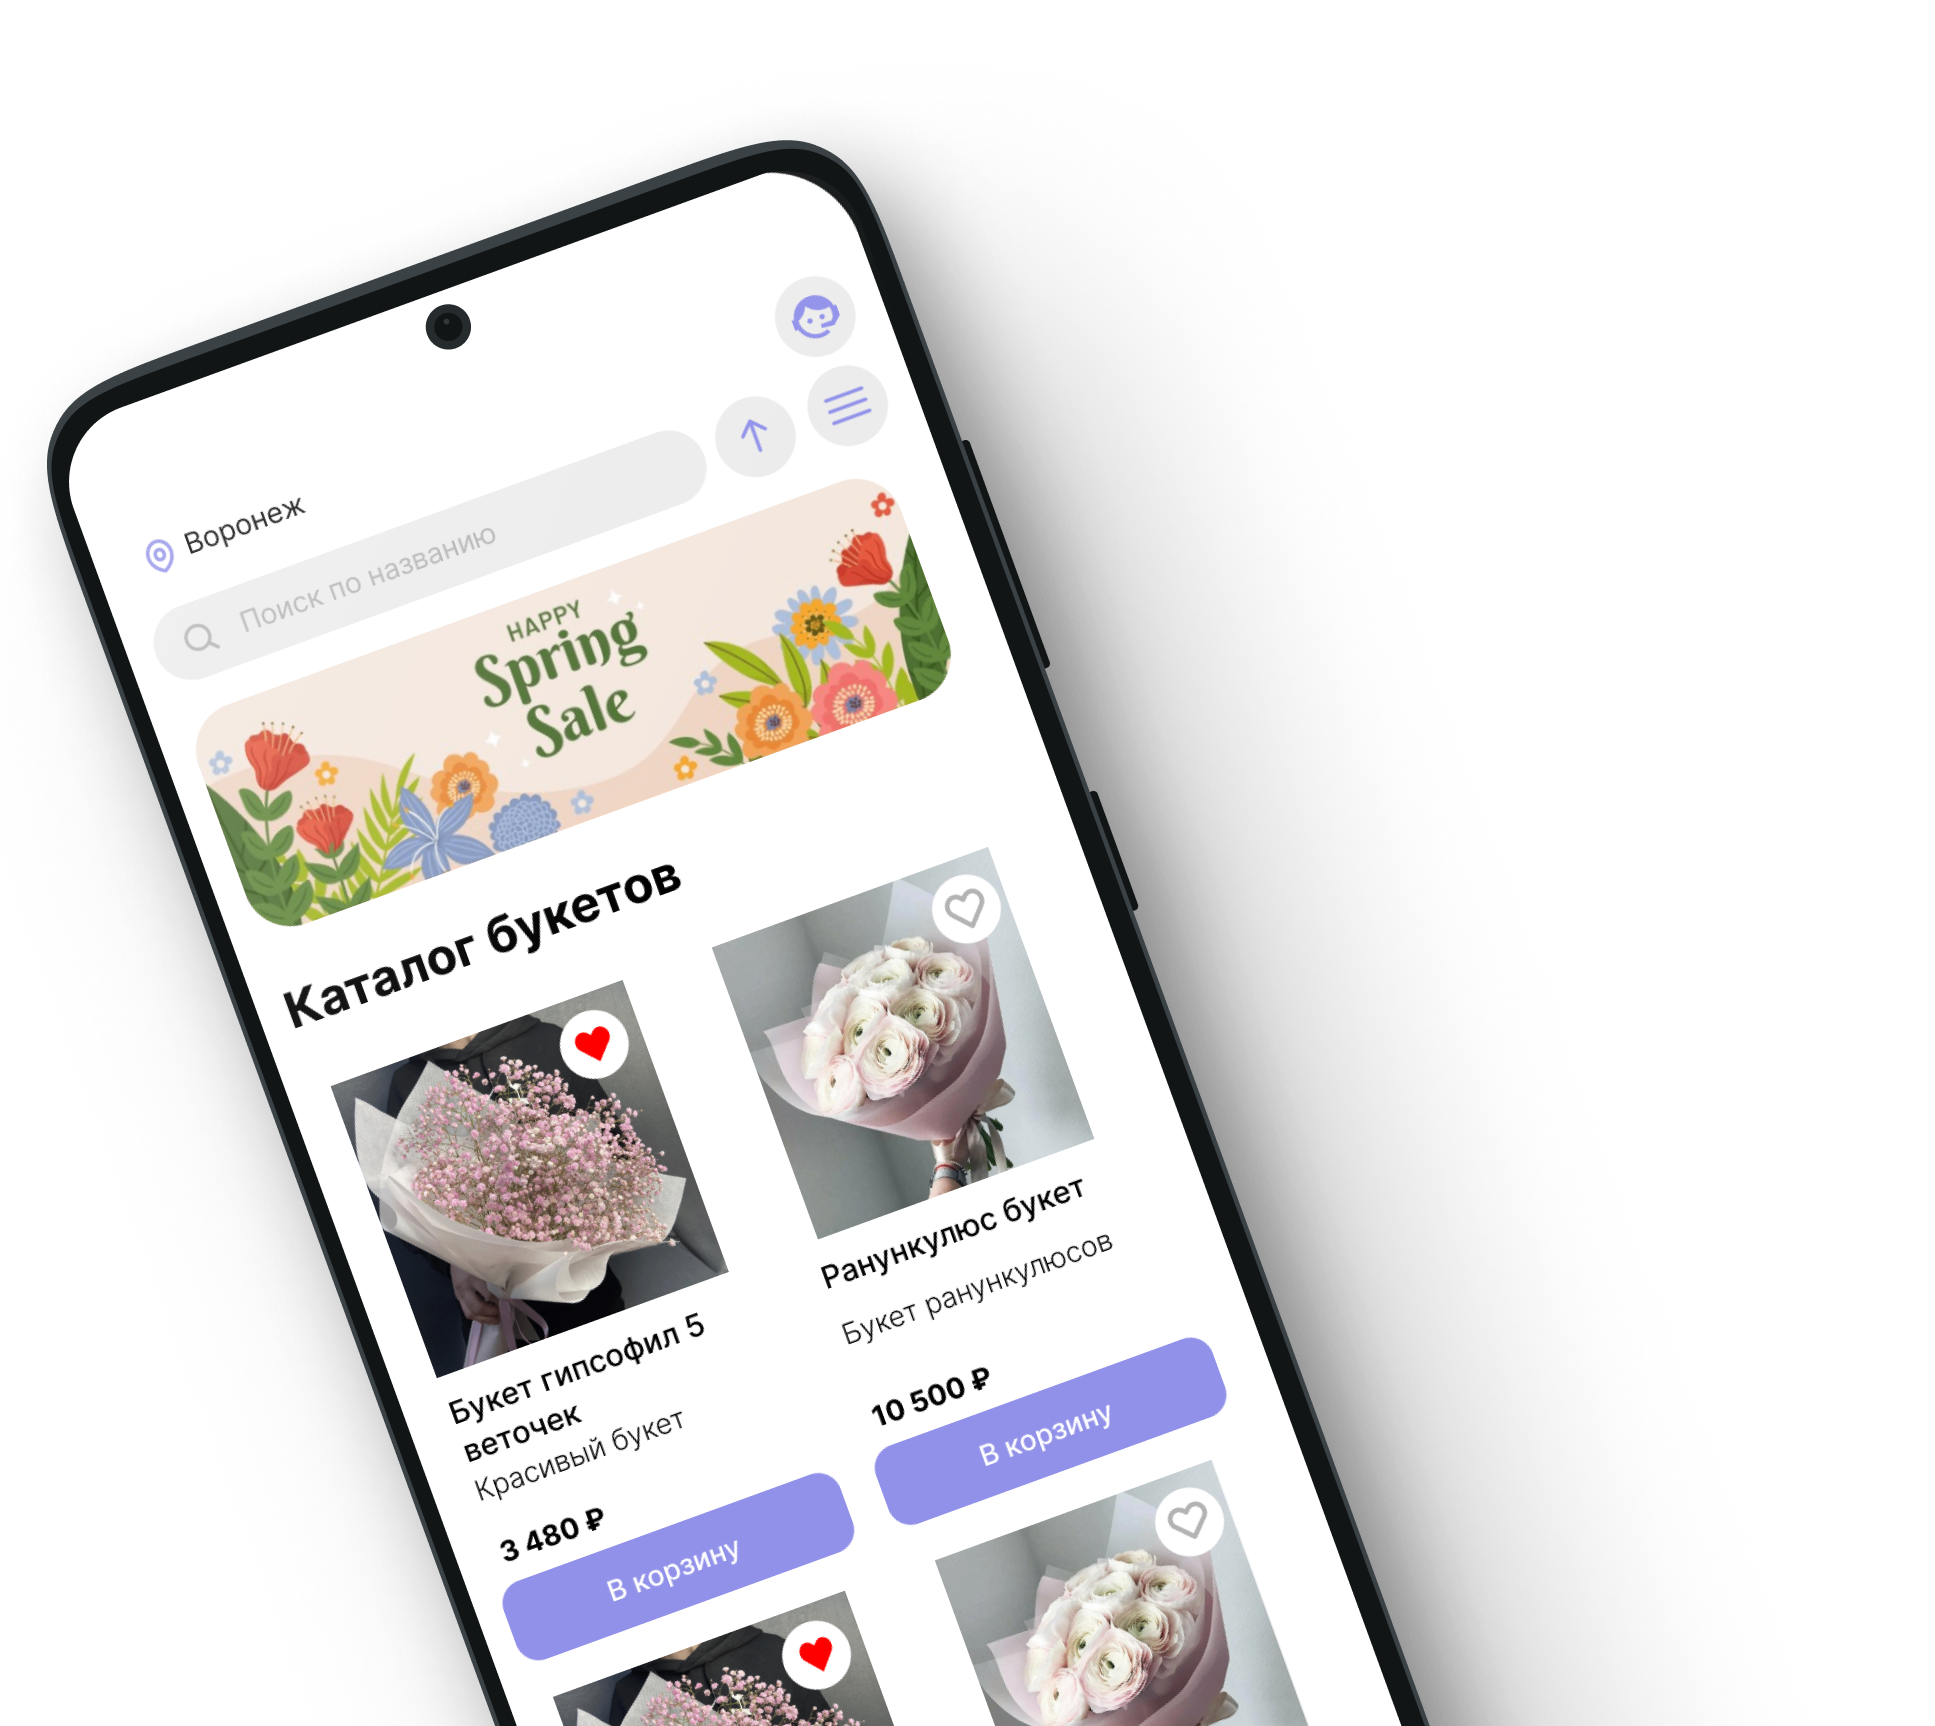 Воронеж
Поиск по названию
HAPPY
Spring
Sale
Каталог букетов
Букет гипсофил 5
веточек
Красивый букет
3 480 ₽
В корзину
Ранункулюс букет
Букет ранункулюсов
10 500 ₽
В корзину